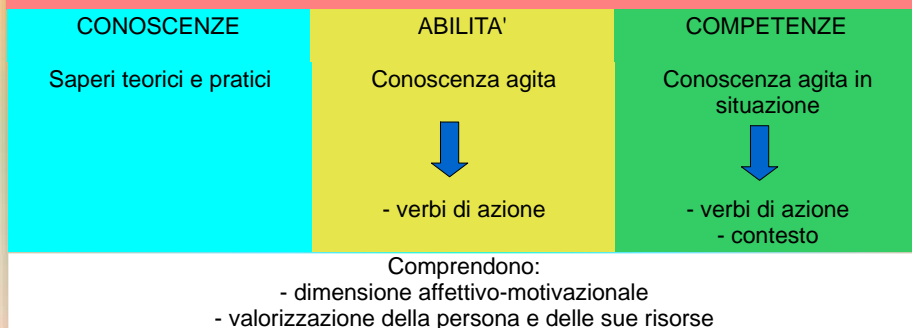 CONOSCENZE
Saperi teorici e pratici
ABILITA'
Conoscenza agita
- verbi di azione
COMPETENZE
Conoscenza agita in
situazione
- verbi di azione
- contesto
Comprendono:
- dimensione affettivo-motivazionale
- valorizzazione della persona e delle sue risorse